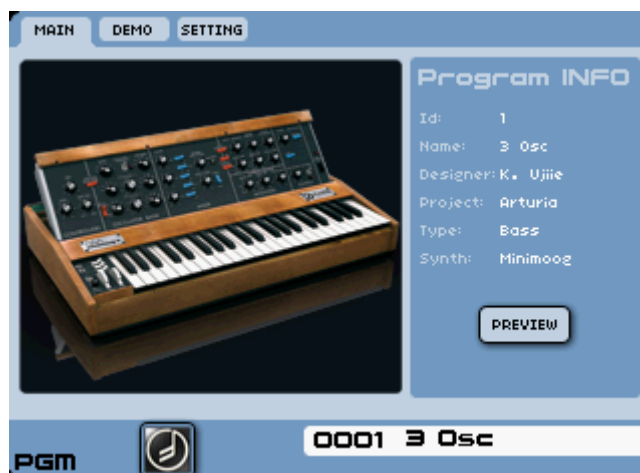 MAIN DEMO SETTING
Program INFO
Id: 1
Name: 3 Osc
Designer: K. Ujiie
Project: Arturia
Type: Bass
Synth: Minimoog
PREVIEW
PGM 0001 3 Osc